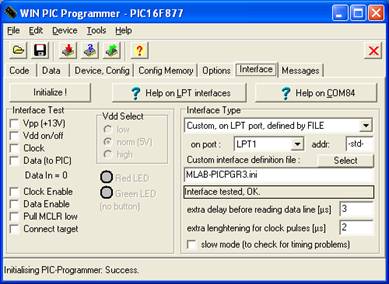 WIN PIC Programmer - PIC16F877
File Edit Device Tools Help
Code Data Device, Config Config Memory Options Interface Messages
Initialize !
? Help on LPT interfaces
? Help on COM84
Interface Test
Vpp (+13V)
Vdd on/off
Clock
Data (to PIC)
Data In = 0
Clock Enable
Data Enable
Pull MCLR low
Connect target
Vdd Select
low
norm (5V)
high
Red LED
Green LED
(no button)
Interface Type
Custom, on LPT port, defined by FILE
on port : LPT1 addr: -std-
Custom interface definition file : Select
MLAB-PICPGR3.ini
Interface tested, OK.
extra delay before reading data line [µs] 3
extra lenghtening for clock pulses [µs] 2
slow mode (to check for timing problems)
Initialising PIC-Programmer: Success.